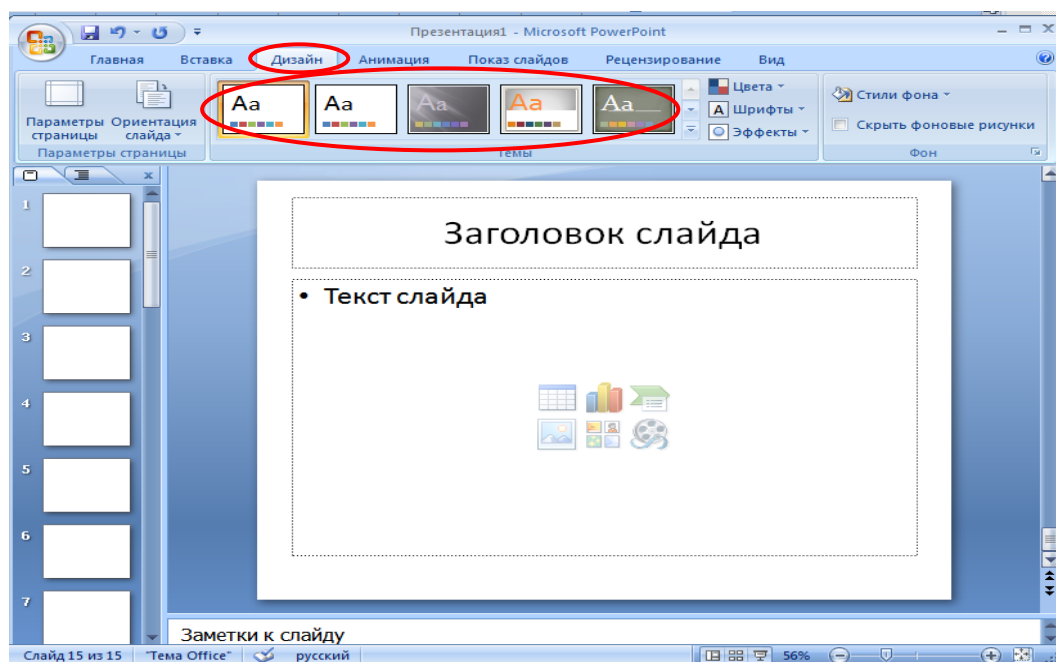 Презентация1 - Microsoft PowerPoint
Главная Вставка Дизайн Анимация Показ слайдов Рецензирование Вид
Параметры страницы
Ориентация слайда
Параметры страницы
Aa Aa Aa Aa Aa
Темы
Цвета
Шрифты
Эффекты
Стили фона
Скрыть фоновые рисунки
Фон
1
2
3
4
5
6
7
Заголовок слайда
• Текст слайда
Заметки к слайду
Слайд 15 из 15 "Тема Office" русский 56%